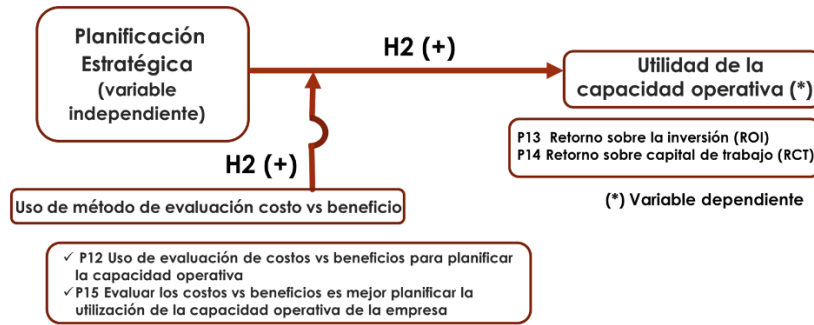 Planificación
Estratégica
(variable
independiente)
H2 (+)
Utilidad de la
capacidad operativa (*)
P13 Retorno sobre la inversión (ROI)
P14 Retorno sobre capital de trabajo (RCT)
(*) Variable dependiente
H2 (+)
Uso de método de evaluación costo vs beneficio
✓ P12 Uso de evaluación de costos vs beneficios para planificar
la capacidad operativa
✓ P15 Evaluar los costos vs beneficios es mejor planificar la
utilización de la capacidad operativa de la empresa